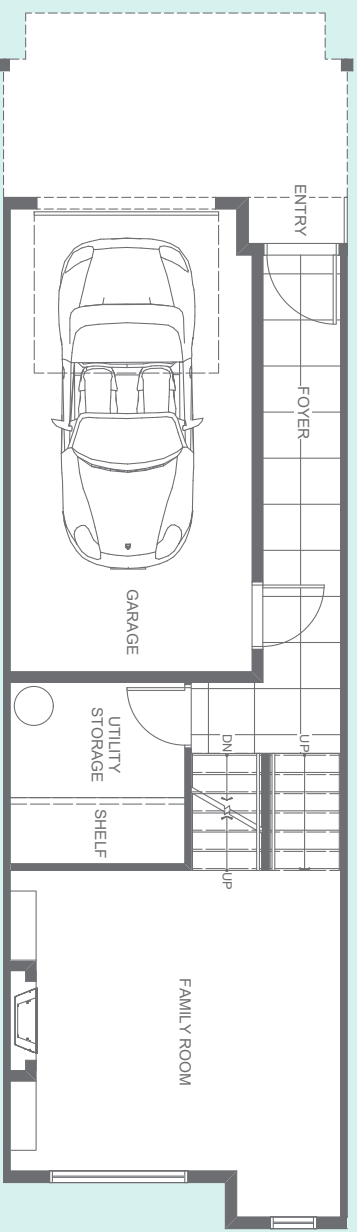 ENTRY
FOYER
GARAGE
UTILITY
STORAGE
SHELF
DN
UP
UP
FAMILY ROOM